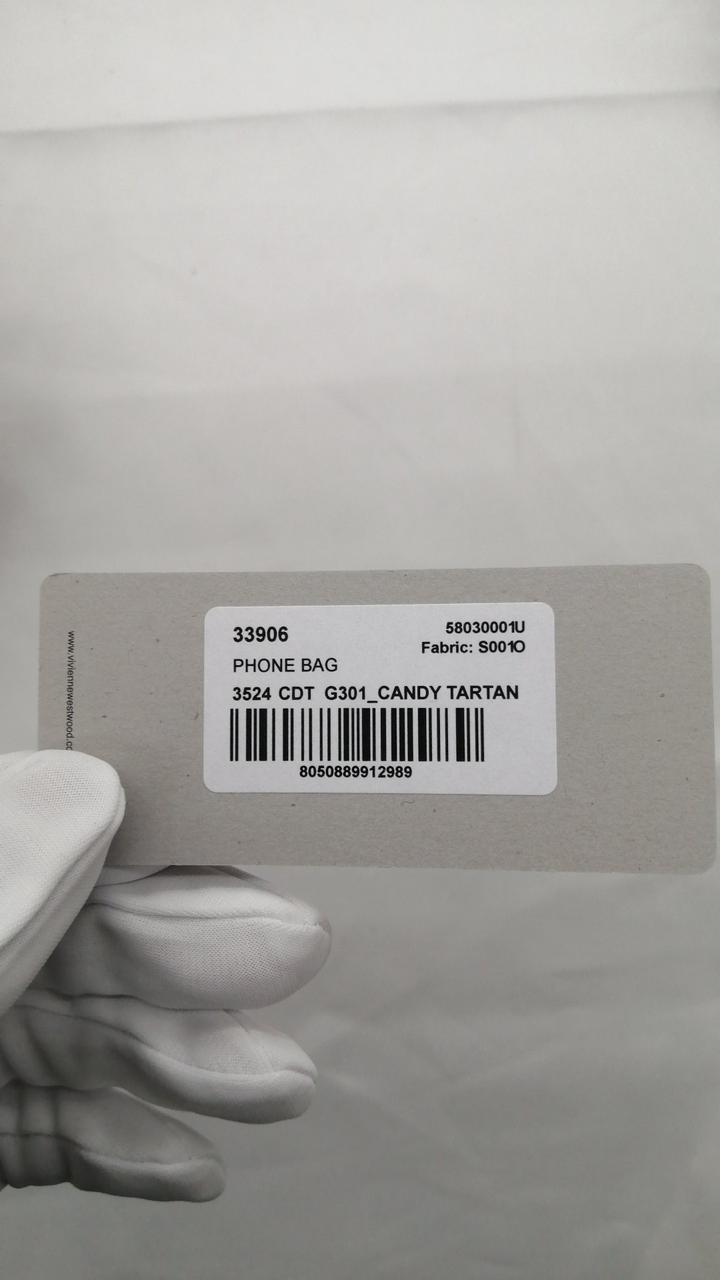 33906
58030001U
Fabric: S001O
PHONE BAG
3524 CDT G301_CANDY TARTAN
8050889912989
www.viviennewestwood.co